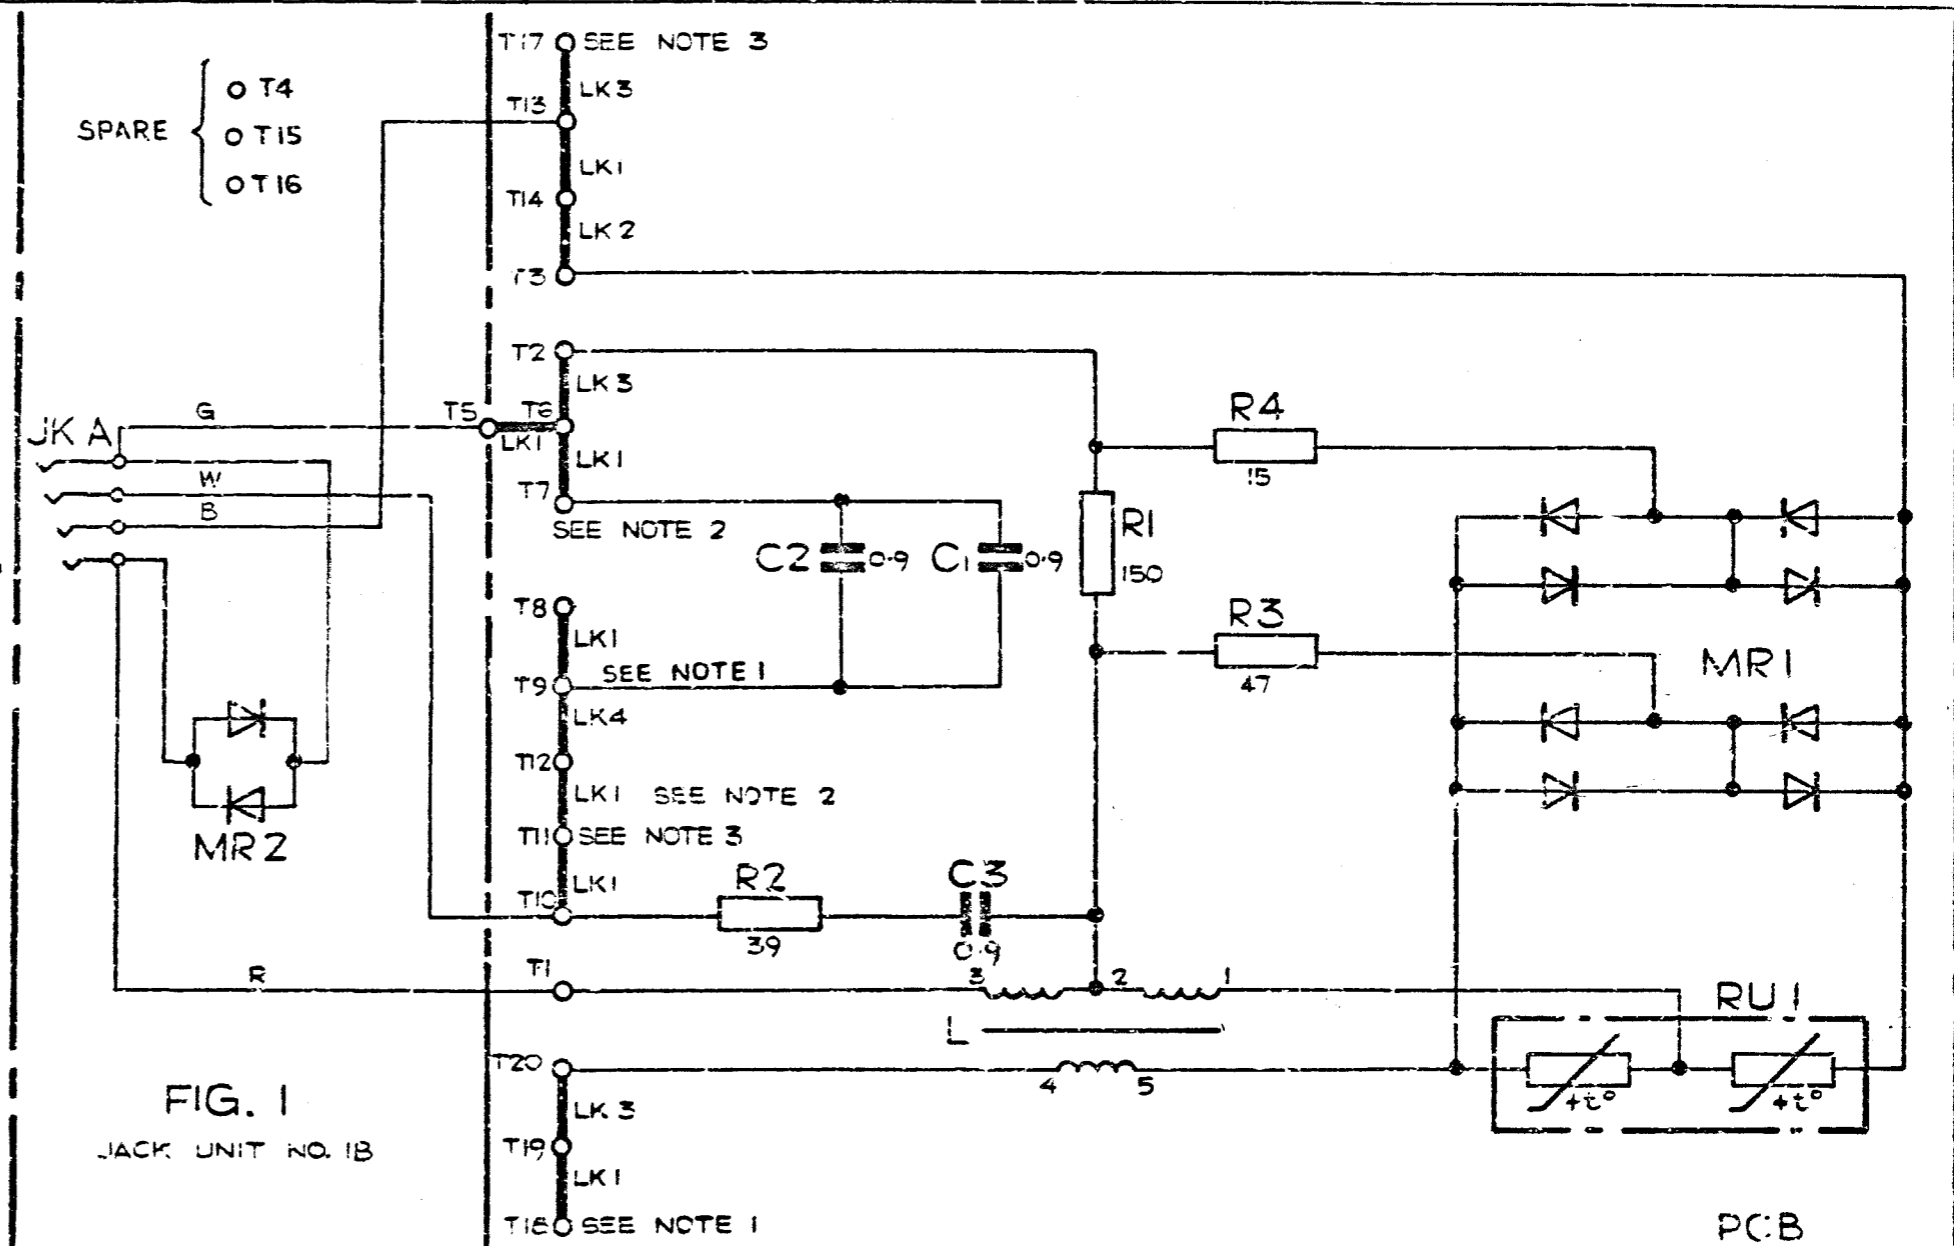 T17 SEE NOTE 3
LK3
T13
LK1
T14
LK2
T3
SPARE
T4
T15
T16
T2
LK3
T5
T6
LK1
LK1
T7
SEE NOTE 2
JK A
G
W
B
R
MR2
C2 0.9
C1 0.9
R1
150
R4
15
R3
47
MR1
T8
LK1
T9 SEE NOTE 1
LK4
T12
LK1 SEE NOTE 2
T11 SEE NOTE 3
LK1
T10
R2
39
C3
0.9
T1
3 2 1
L
4 5
RU1
+t°
+t°
T20
LK3
T19
LK1
T18 SEE NOTE 1
FIG. 1
JACK UNIT NO. 1B
PCB